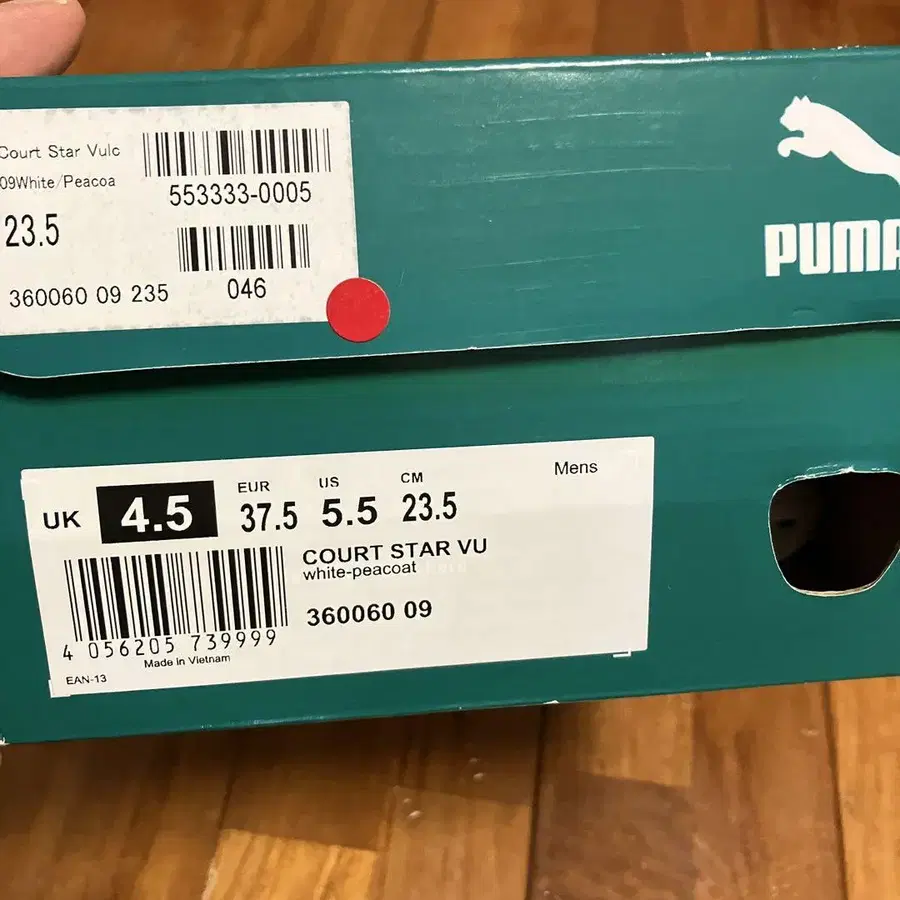 Court Star Vulc
09White/Peacoa
553333-0005
23.5
046
360060 09 235
PUMA
UK 4.5
EUR 37.5
US 5.5
CM 23.5
Mens
COURT STAR VU
white-peacoat
360060 09
4 056205 739999
Made in Vietnam
EAN-13